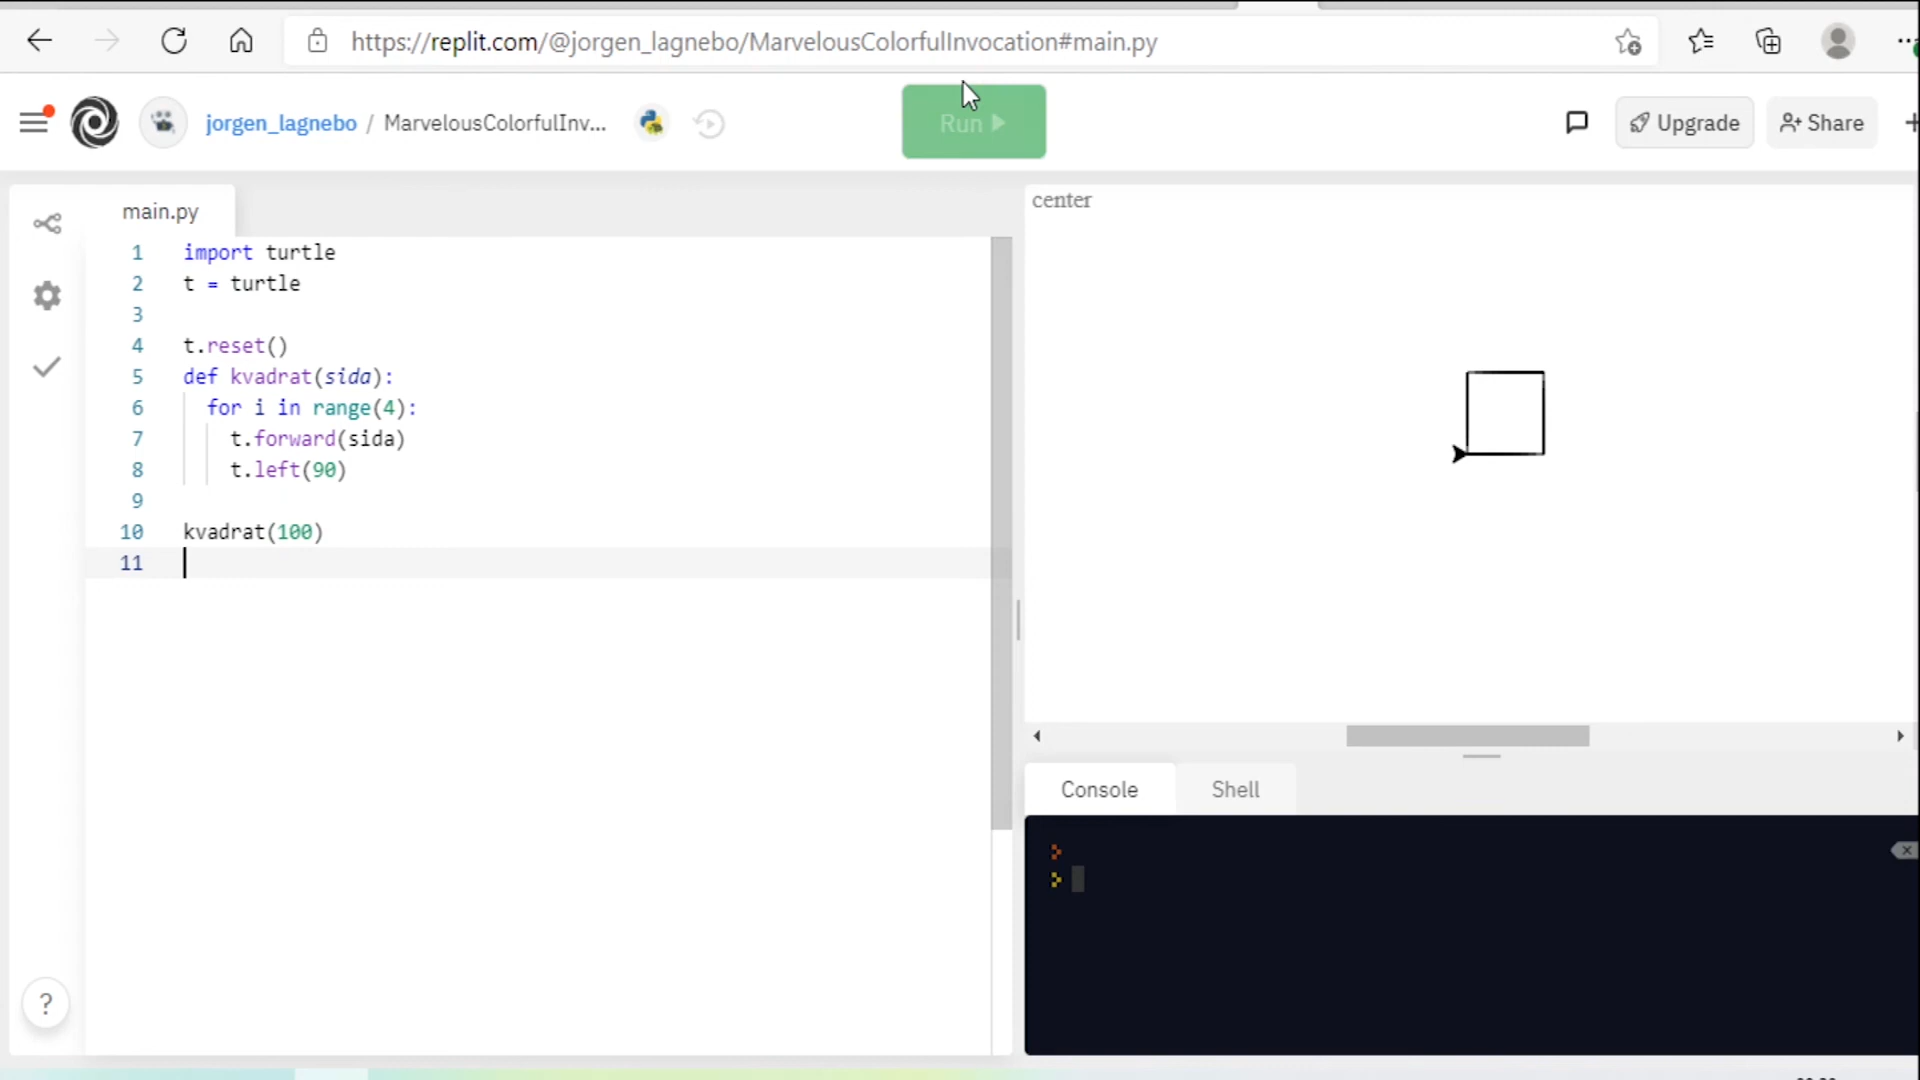 https://replit.com/@jorgen_lagnebo/MarvelousColorfulInvocation#main.py
jorgen_lagnebo / MarvelousColorfulInv...
Run
Upgrade
Share
main.py
1 import turtle
2 t = turtle
3
4 t.reset()
5 def kvadrat(sida):
6 for i in range(4):
7 t.forward(sida)
8 t.left(90)
9
10 kvadrat(100)
11
center
Console
Shell
?